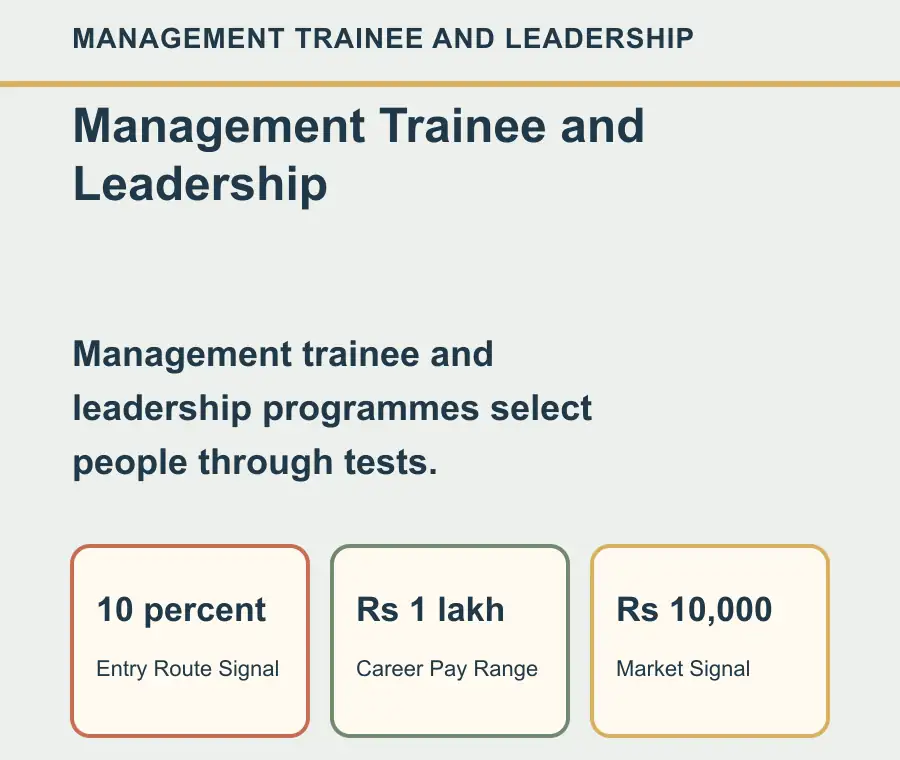 MANAGEMENT TRAINEE AND LEADERSHIP
Management Trainee and
Leadership
Management trainee and
leadership programmes select
people through tests.
10 percent
Entry Route Signal
Rs 1 lakh
Career Pay Range
Rs 10,000
Market Signal